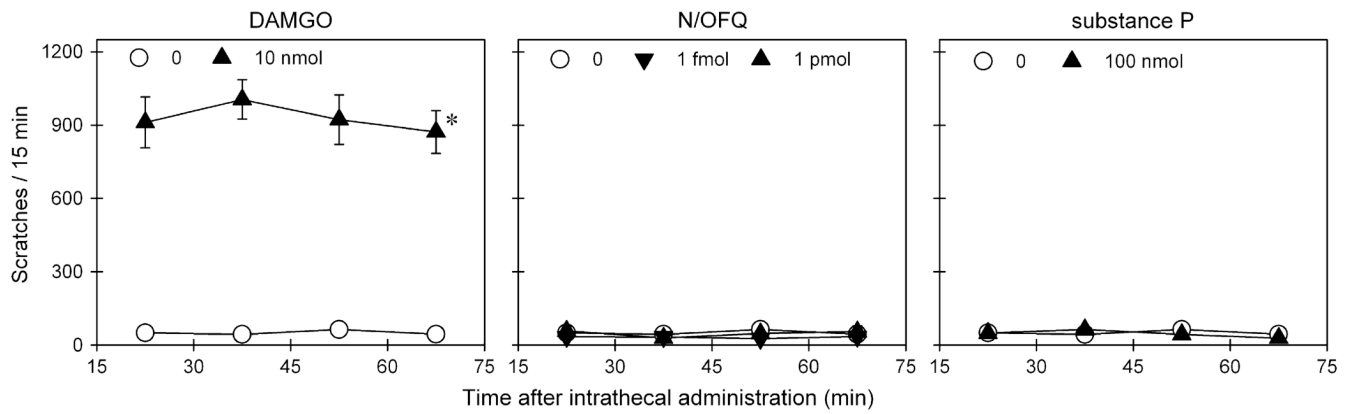 DAMGO N/OFQ substance P
1200 0 10 nmol 0 1 fmol 1 pmol 0 100 nmol
900 *
Scratches / 15 min
600
300
0
15 30 45 60 75 15 30 45 60 75 15 30 45 60 75
Time after intrathecal administration (min)